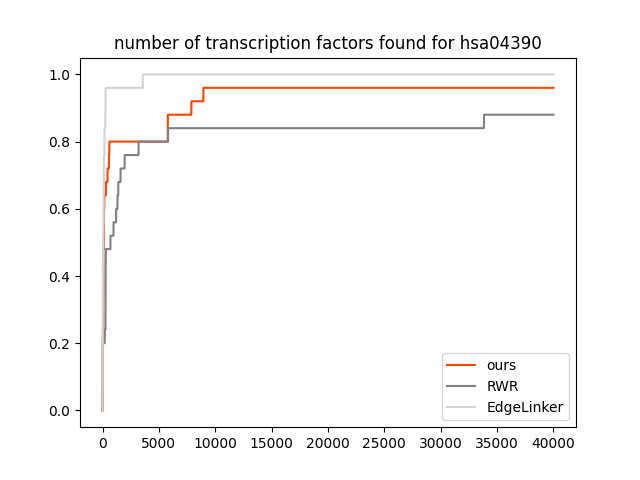 number of transcription factors found for hsa04390
1.0
0.8
0.6
0.4
0.2
0.0
ours
RWR
EdgeLinker
0 5000 10000 15000 20000 25000 30000 35000 40000